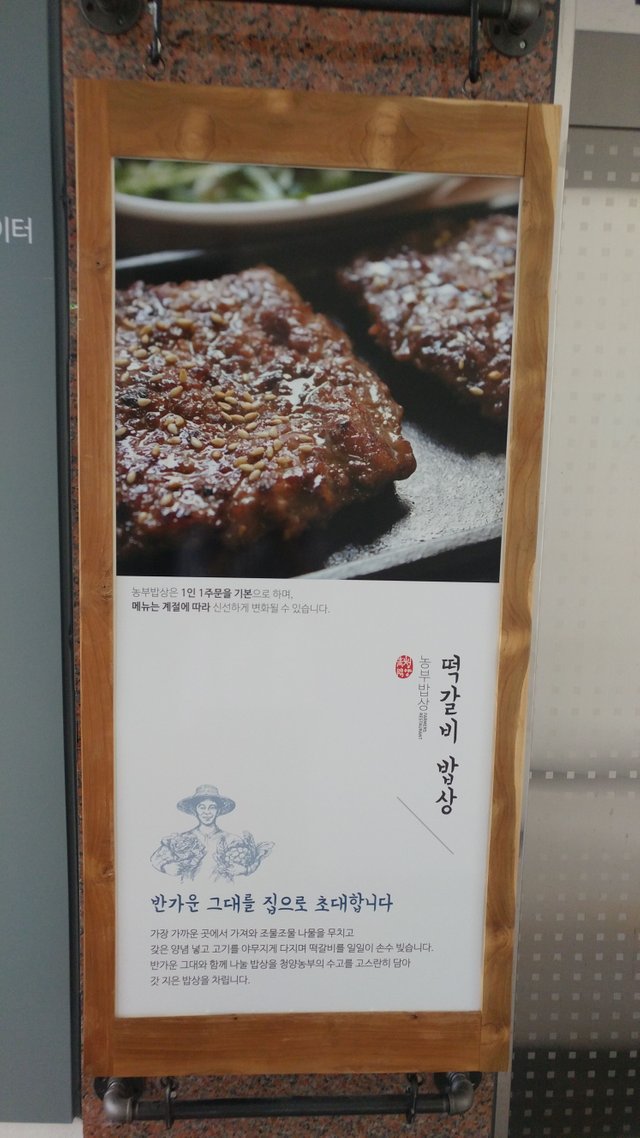 이터
농부밥상은 1인 1주문을 기본으로 하며,
메뉴는 계절에 따라 신선하게 변화될 수 있습니다.
떡갈비 밥상
농부밥상
FARMERS
RESTAURANT
반가운 그대를 집으로 초대합니다
가장 가까운 곳에서 가져와 조물조물 나물을 무치고
갖은 양념 넣고 고기를 야무지게 다지며 떡갈비를 일일이 손수 빚습니다.
반가운 그대와 함께 나눌 밥상을 청양농부의 수고를 고스란히 담아
갓 지은 밥상을 차립니다.